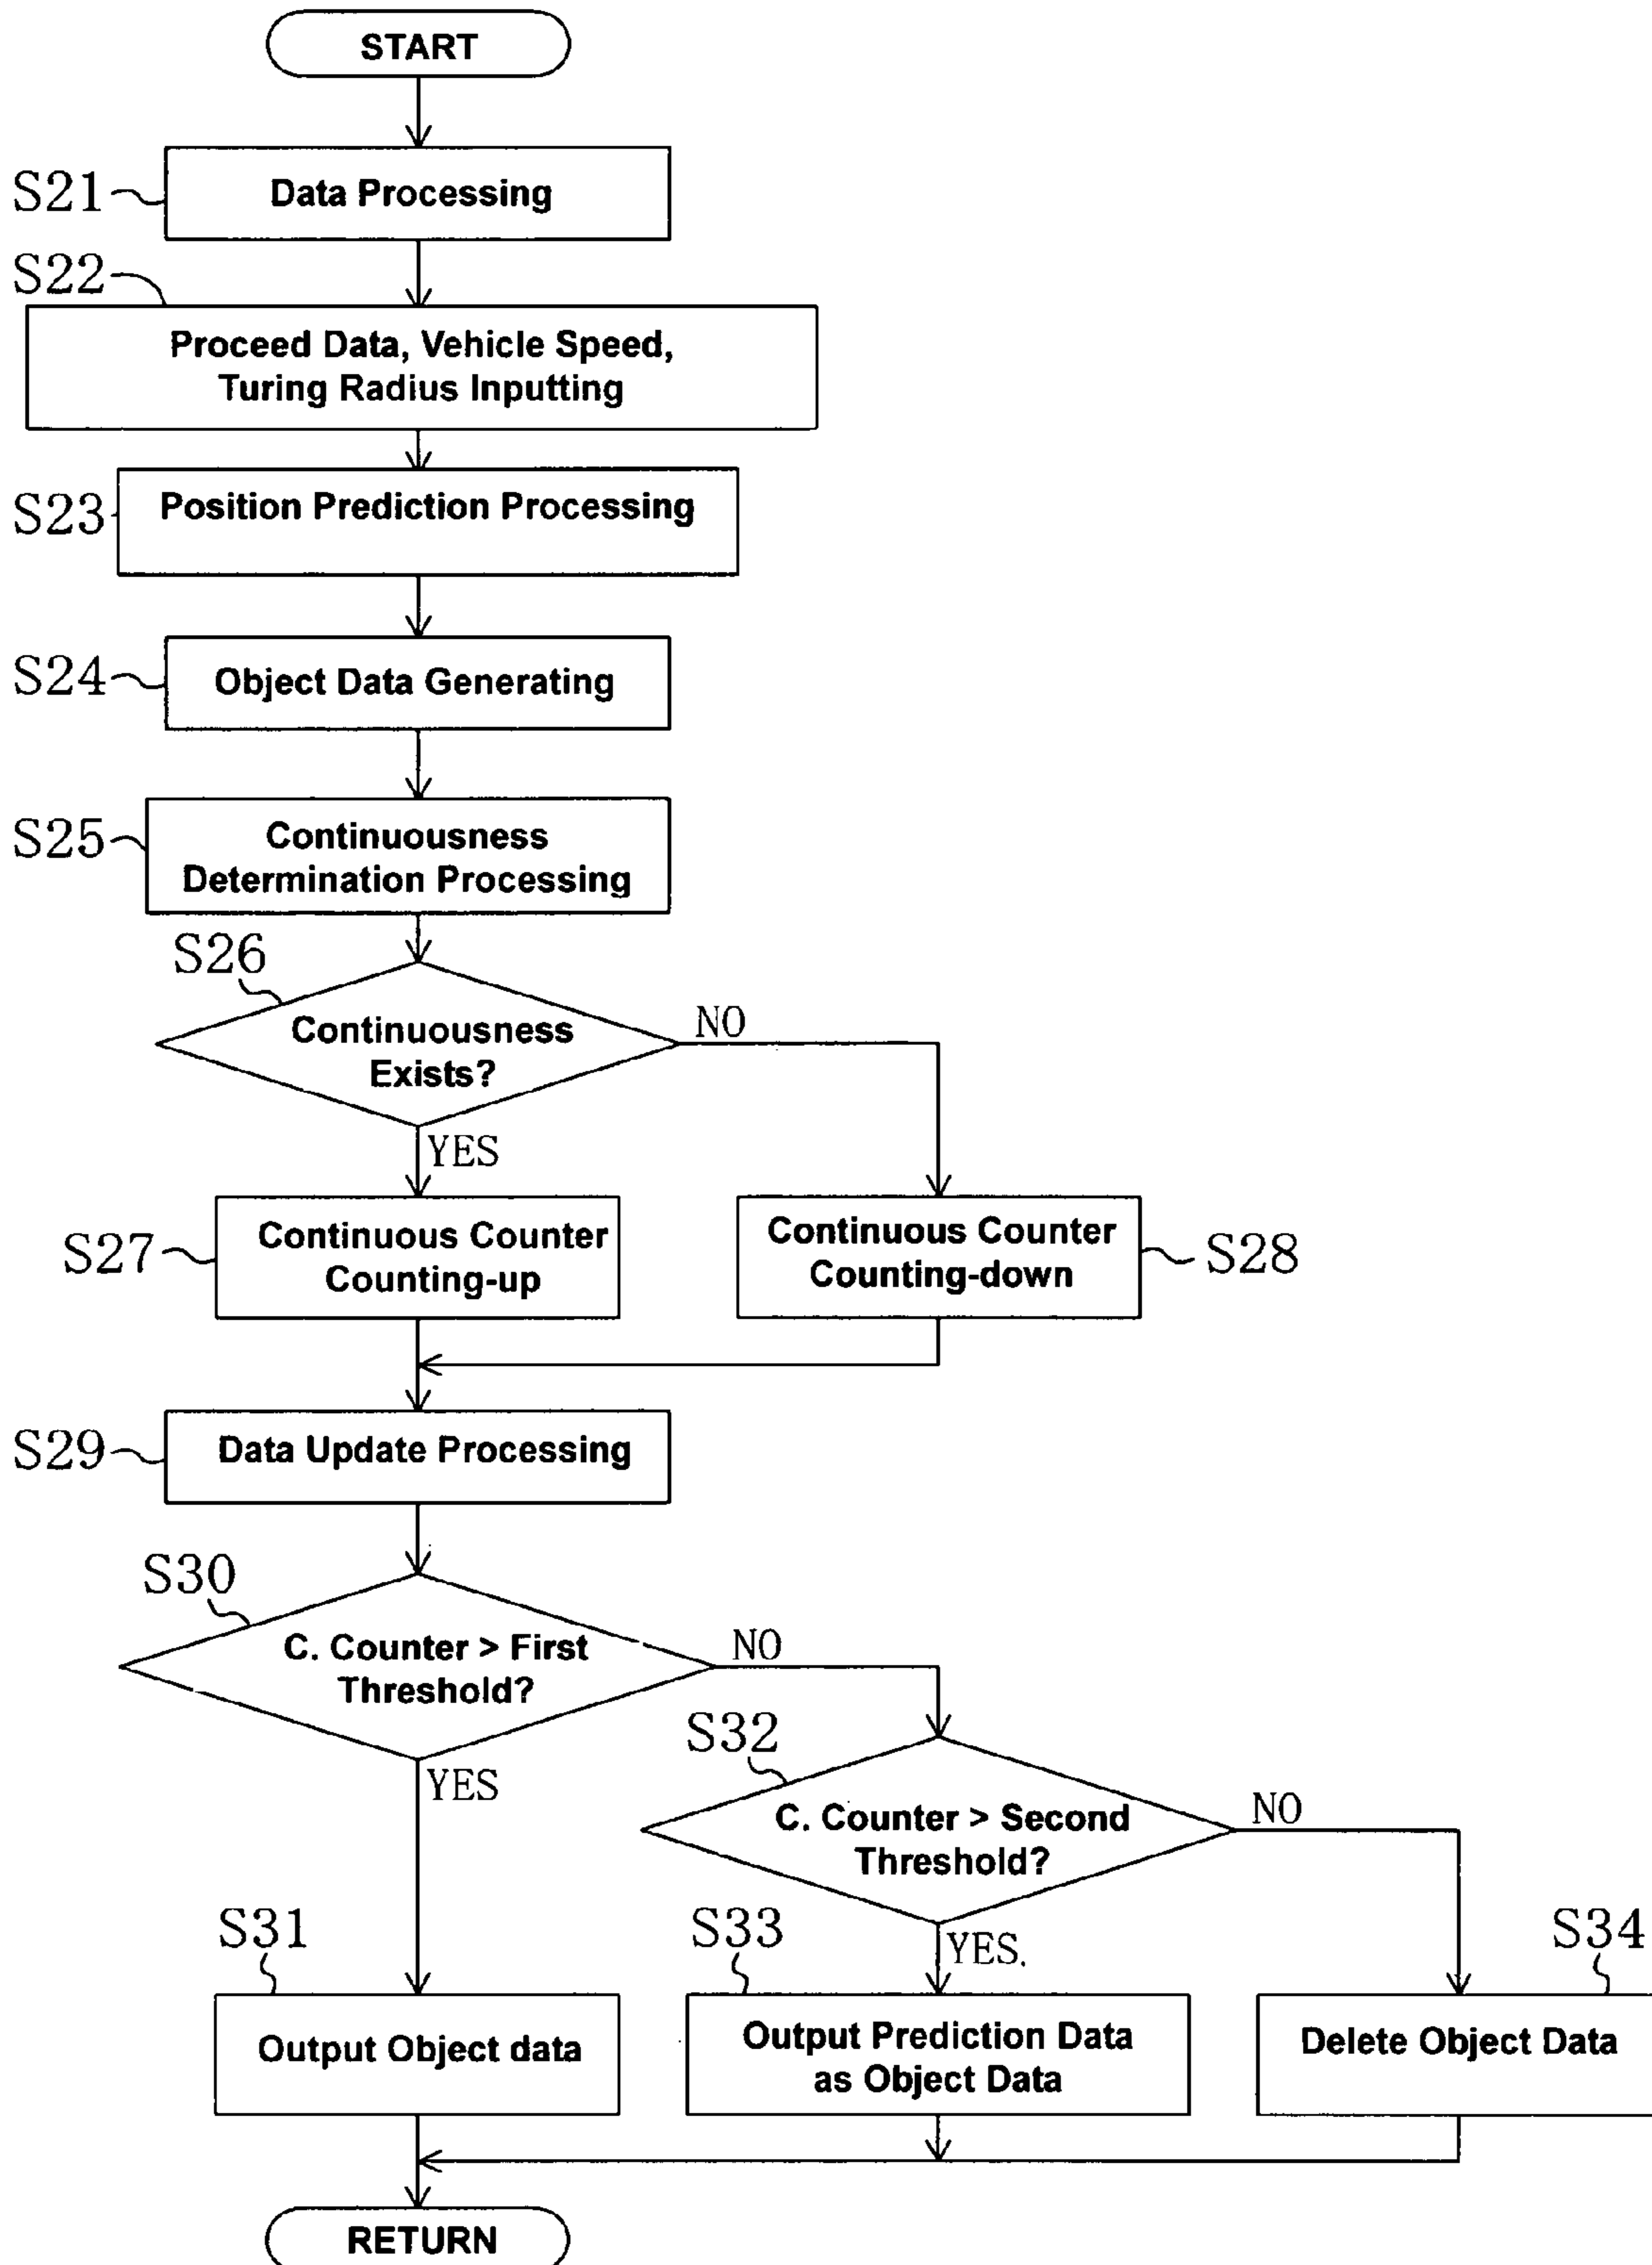 START
S21
Data Processing
S22
Proceed Data, Vehicle Speed,
Turing Radius Inputting
S23
Position Prediction Processing
S24
Object Data Generating
S25
Continuousness
Determination Processing
S26
Continuousness
Exists?
NO
YES
S27
Continuous Counter
Counting-up
Continuous Counter
Counting-down
S28
S29
Data Update Processing
S30
C. Counter > First
Threshold?
NO
YES
S32
C. Counter > Second
Threshold?
NO
YES.
S31
Output Object data
S33
Output Prediction Data
as Object Data
S34
Delete Object Data
RETURN